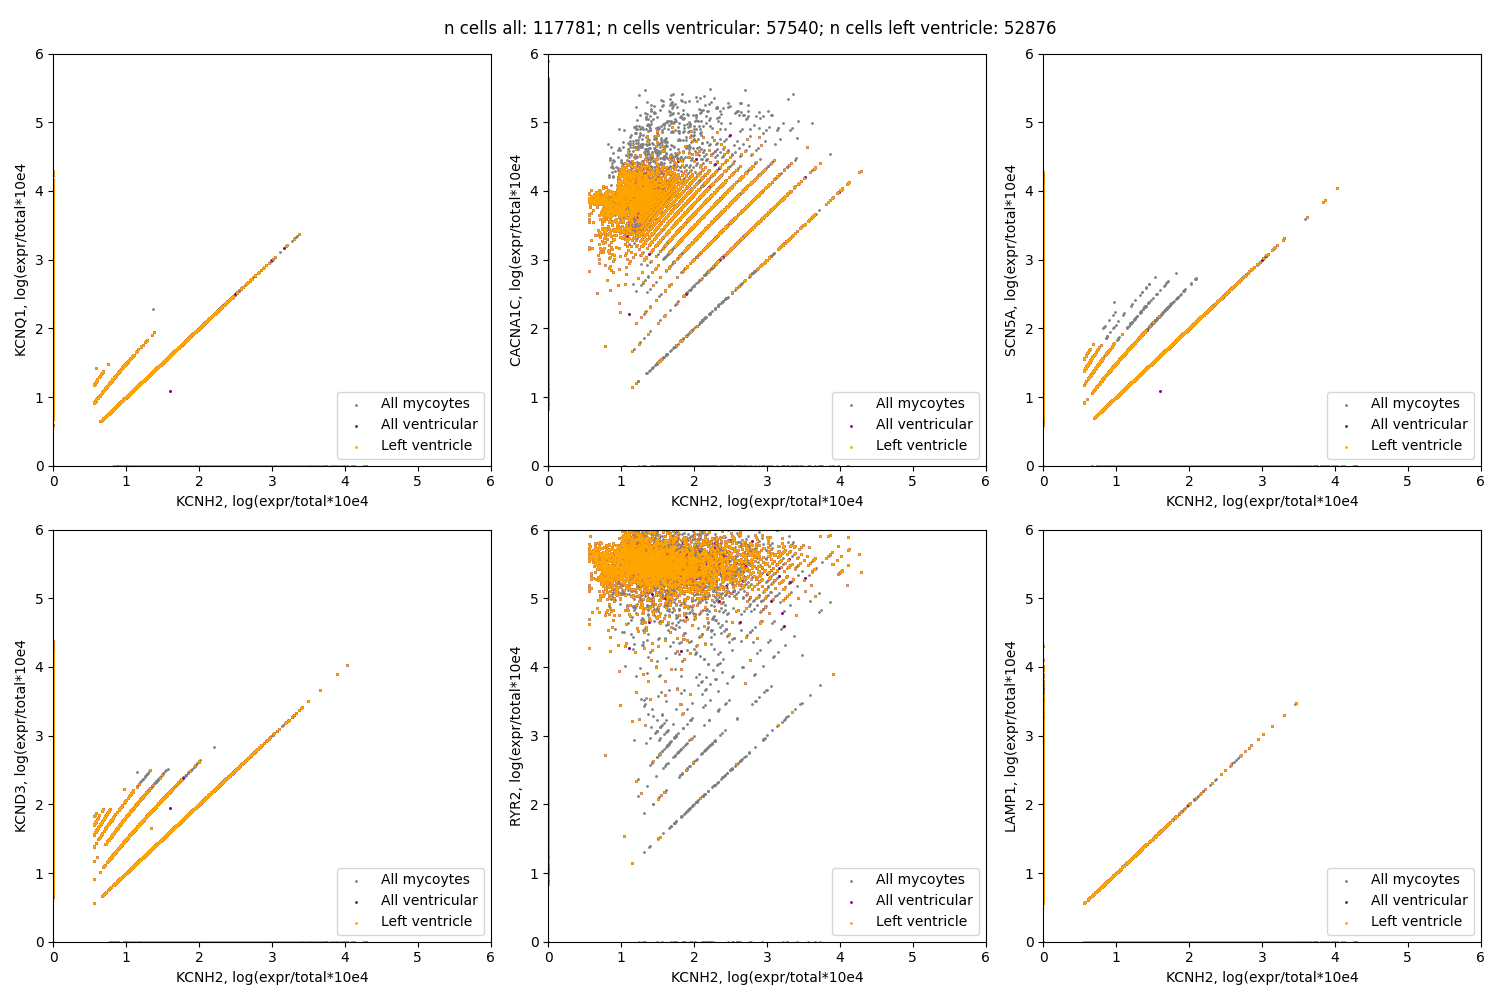 n cells all: 117781; n cells ventricular: 57540; n cells left ventricle: 52876
6
5
4
3
2
1
0
0 1 2 3 4 5 6
KCNQ1, log(expr/total*10e4
KCNH2, log(expr/total*10e4
All mycoytes
All ventricular
Left ventricle
6
5
4
3
2
1
0
0 1 2 3 4 5 6
CACNA1C, log(expr/total*10e4
KCNH2, log(expr/total*10e4
All mycoytes
All ventricular
Left ventricle
6
5
4
3
2
1
0
0 1 2 3 4 5 6
SCN5A, log(expr/total*10e4
KCNH2, log(expr/total*10e4
All mycoytes
All ventricular
Left ventricle
6
5
4
3
2
1
0
0 1 2 3 4 5 6
KCND3, log(expr/total*10e4
KCNH2, log(expr/total*10e4
All mycoytes
All ventricular
Left ventricle
6
5
4
3
2
1
0
0 1 2 3 4 5 6
RYR2, log(expr/total*10e4
KCNH2, log(expr/total*10e4
All mycoytes
All ventricular
Left ventricle
6
5
4
3
2
1
0
0 1 2 3 4 5 6
LAMP1, log(expr/total*10e4
KCNH2, log(expr/total*10e4
All mycoytes
All ventricular
Left ventricle